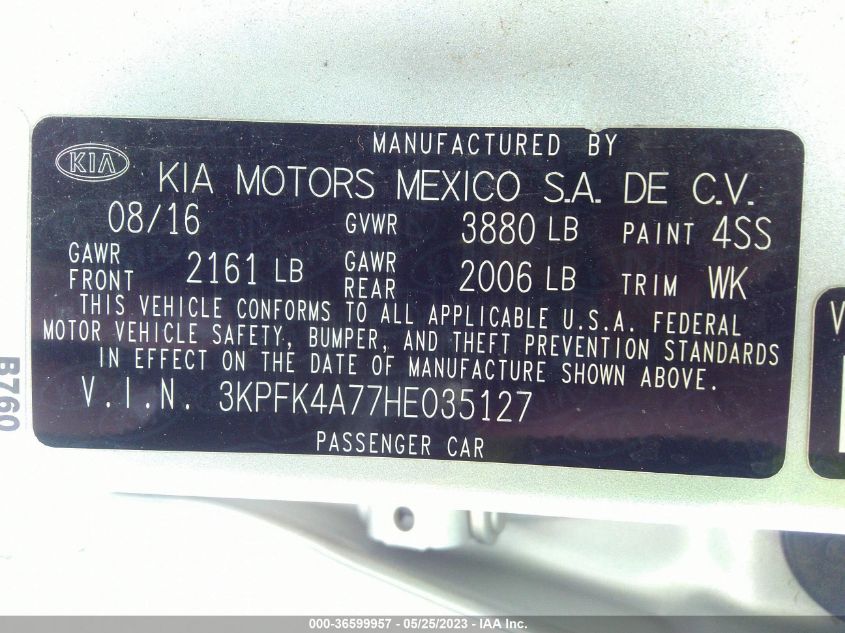 MANUFACTURED BY
KIA
KIA MOTORS MEXICO S.A. DE C.V.
08/16 GVWR 3880 LB PAINT 4SS
GAWR FRONT 2161 LB GAWR REAR 2006 LB TRIM WK
THIS VEHICLE CONFORMS TO ALL APPLICABLE U.S.A. FEDERAL
MOTOR VEHICLE SAFETY, BUMPER, AND THEFT PREVENTION STANDARDS
IN EFFECT ON THE DATE OF MANUFACTURE SHOWN ABOVE.
V.I.N. 3KPFK4A77HE035127
PASSENGER CAR
B760
V
000-36599957 - 05/25/2023 - IAA Inc.